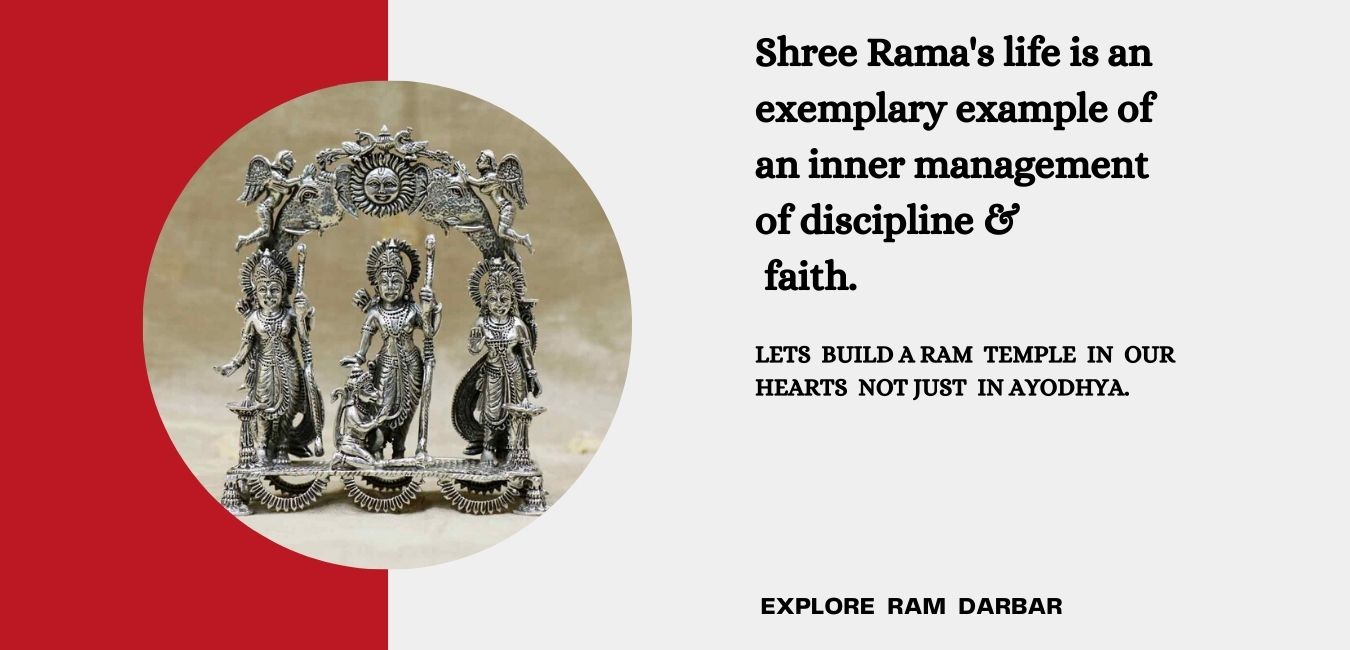 Shree Rama's life is an
exemplary example of
an inner management
of discipline &
faith.
LETS BUILD A RAM TEMPLE IN OUR
HEARTS NOT JUST IN AYODHYA.
EXPLORE RAM DARBAR